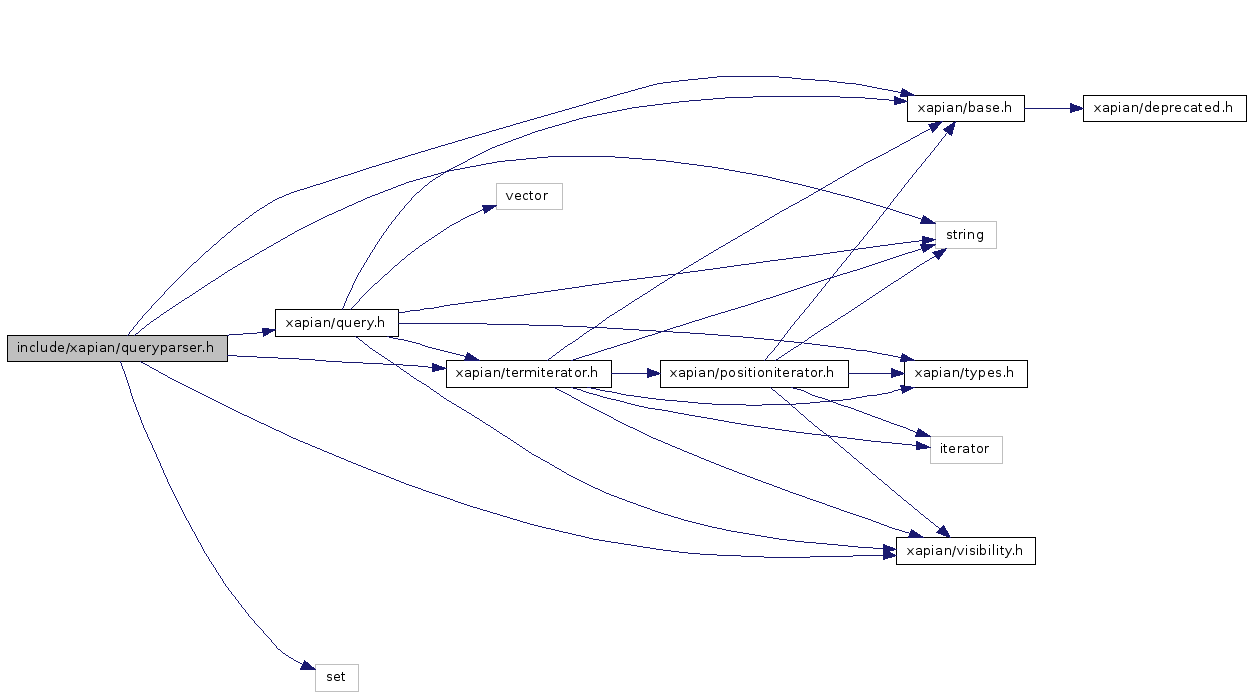 xapian/base.h
xapian/deprecated.h
vector
string
xapian/query.h
include/xapian/queryparser.h
xapian/termiterator.h
xapian/positioniterator.h
xapian/types.h
iterator
xapian/visibility.h
set